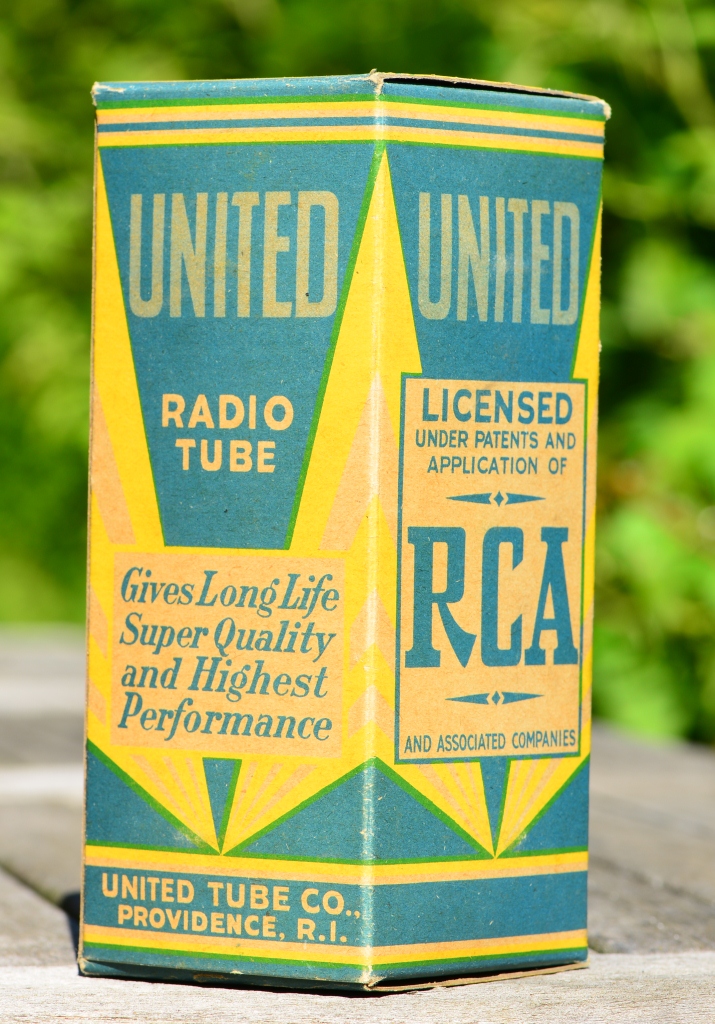 UNITED
RADIO
TUBE
Gives Long Life
Super Quality
and Highest
Performance
UNITED TUBE CO.,
PROVIDENCE, R.I.
UNITED
LICENSED
UNDER PATENTS AND
APPLICATION OF
RCA
AND ASSOCIATED COMPANIES